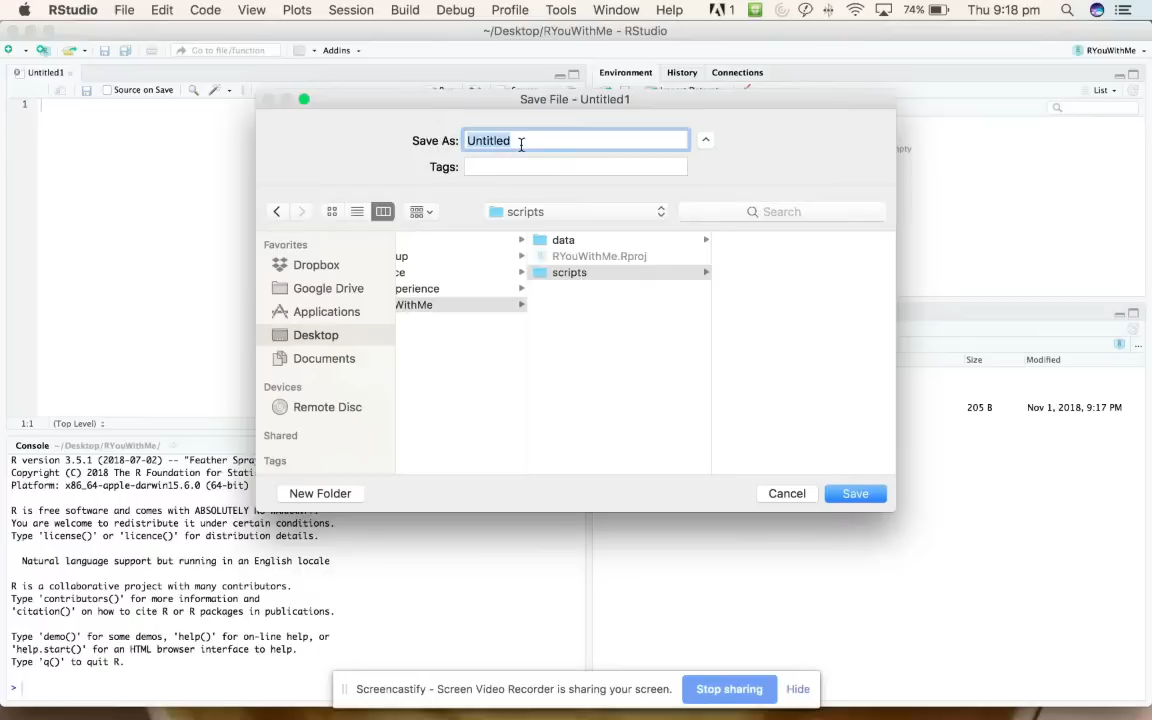 RStudio File Edit Code View Plots Session Build Debug Profile Tools Window Help 1 74% Thu 9:18 pm
~/Desktop/RYouWithMe - RStudio
Go to file/function Addins RYouWithMe
Untitled1 Environment History Connections
Source on Save List
1
Save File - Untitled1
Save As: Untitled
Tags:
scripts Search
Favorites
Dropbox
Google Drive
Applications
Desktop
Documents
Devices
Remote Disc
Shared
Tags
up
ce
perience
WithMe
data
RYouWithMe.Rproj
scripts
New Folder Cancel Save
Size Modified
205 B Nov 1, 2018, 9:17 PM
1:1 (Top Level)
Console ~/Desktop/RYouWithMe/
R version 3.5.1 (2018-07-02) -- "Feather Spray
Copyright (C) 2018 The R Foundation for Stati
Platform: x86_64-apple-darwin15.6.0 (64-bit)
R is free software and comes with ABSOLUTELY NO WARRANTY.
You are welcome to redistribute it under certain conditions.
Type 'license()' or 'licence()' for distribution details.
Natural language support but running in an English locale
R is a collaborative project with many contributors.
Type 'contributors()' for more information and
'citation()' on how to cite R or R packages in publications.
Type 'demo()' for some demos, 'help()' for on-line help, or
'help.start()' for an HTML browser interface to help.
Type 'q()' to quit R.
>
Screencastify - Screen Video Recorder is sharing your screen. Stop sharing Hide